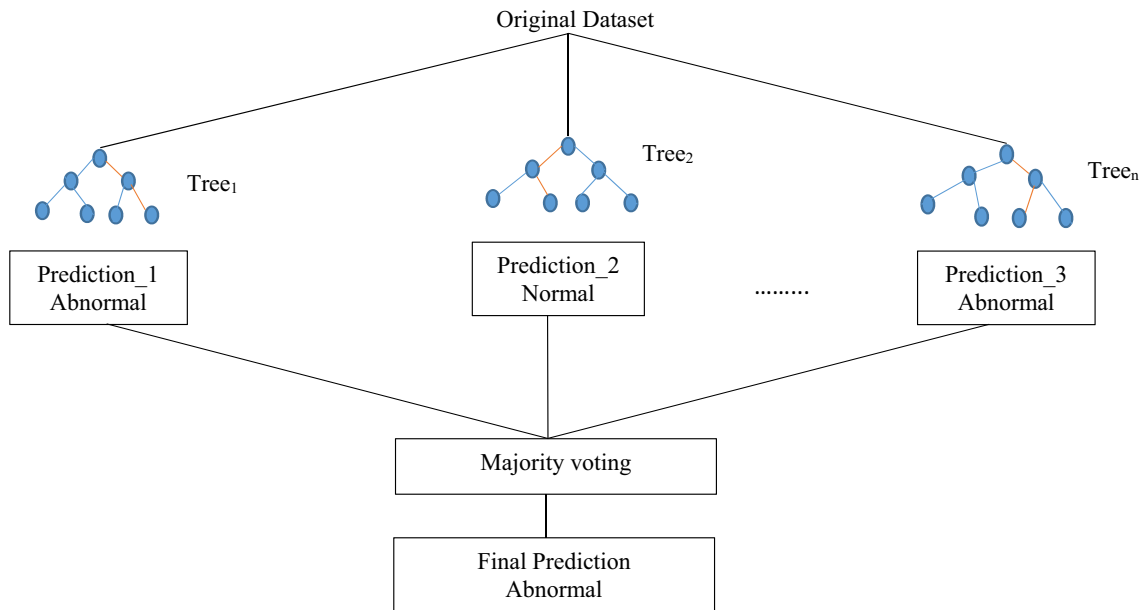 Original Dataset
Tree₁
Tree₂
Treeₙ
Prediction_1
Abnormal
Prediction_2
Normal
.........
Prediction_3
Abnormal
Majority voting
Final Prediction
Abnormal